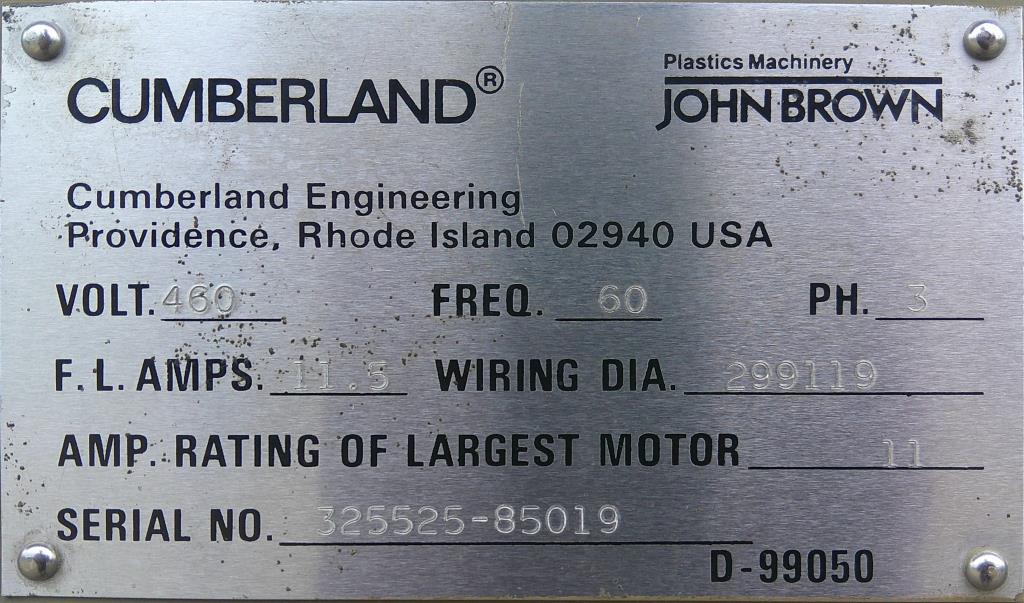 CUMBERLAND®
Plastics Machinery
JOHN BROWN
Cumberland Engineering
Providence, Rhode Island 02940 USA
VOLT. 460 FREQ. 60 PH. 3
F.L. AMPS. 11.5 WIRING DIA. 299119
AMP. RATING OF LARGEST MOTOR 11
SERIAL NO. 325525-85019
D-99050